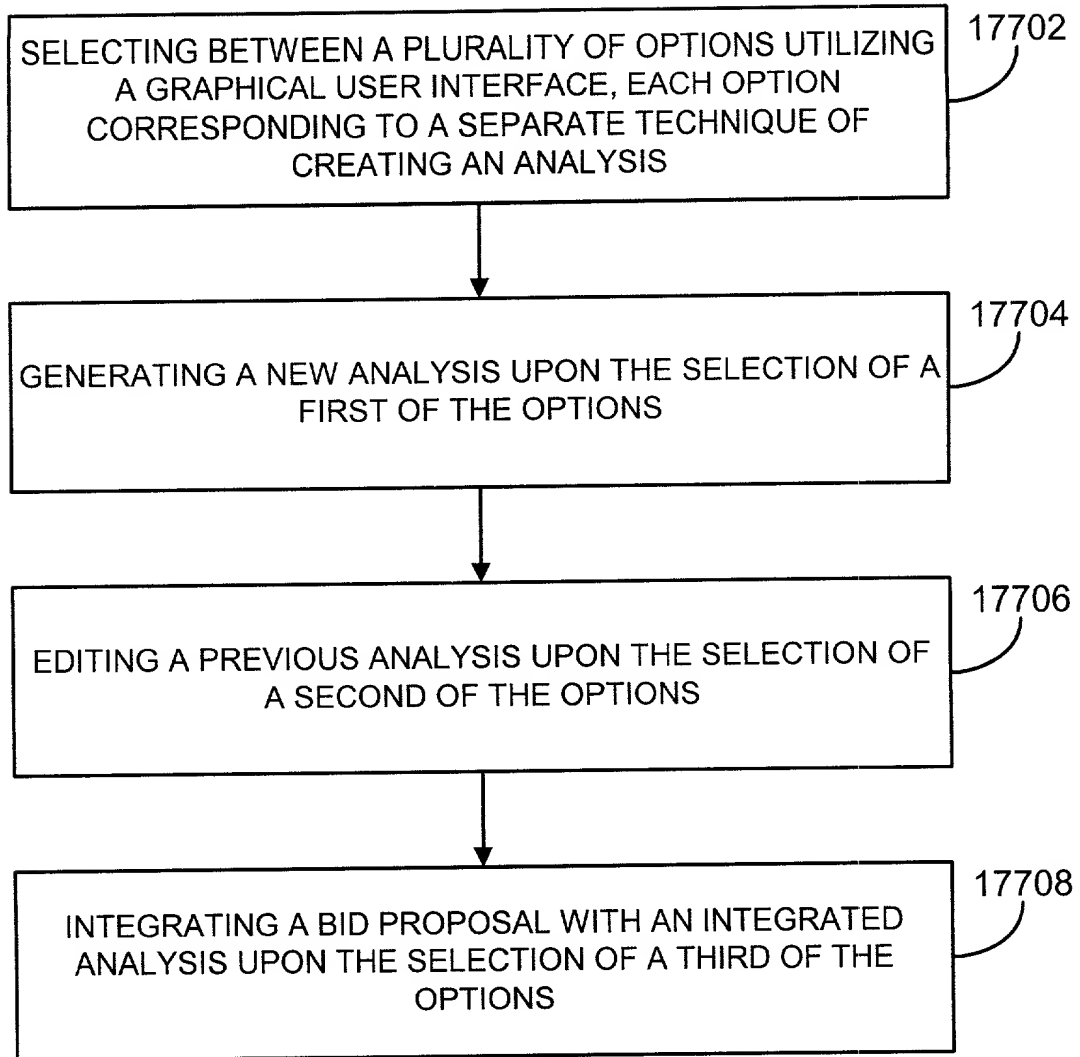 17702
SELECTING BETWEEN A PLURALITY OF OPTIONS UTILIZING
A GRAPHICAL USER INTERFACE, EACH OPTION
CORRESPONDING TO A SEPARATE TECHNIQUE OF
CREATING AN ANALYSIS
17704
GENERATING A NEW ANALYSIS UPON THE SELECTION OF A
FIRST OF THE OPTIONS
17706
EDITING A PREVIOUS ANALYSIS UPON THE SELECTION OF
A SECOND OF THE OPTIONS
17708
INTEGRATING A BID PROPOSAL WITH AN INTEGRATED
ANALYSIS UPON THE SELECTION OF A THIRD OF THE
OPTIONS